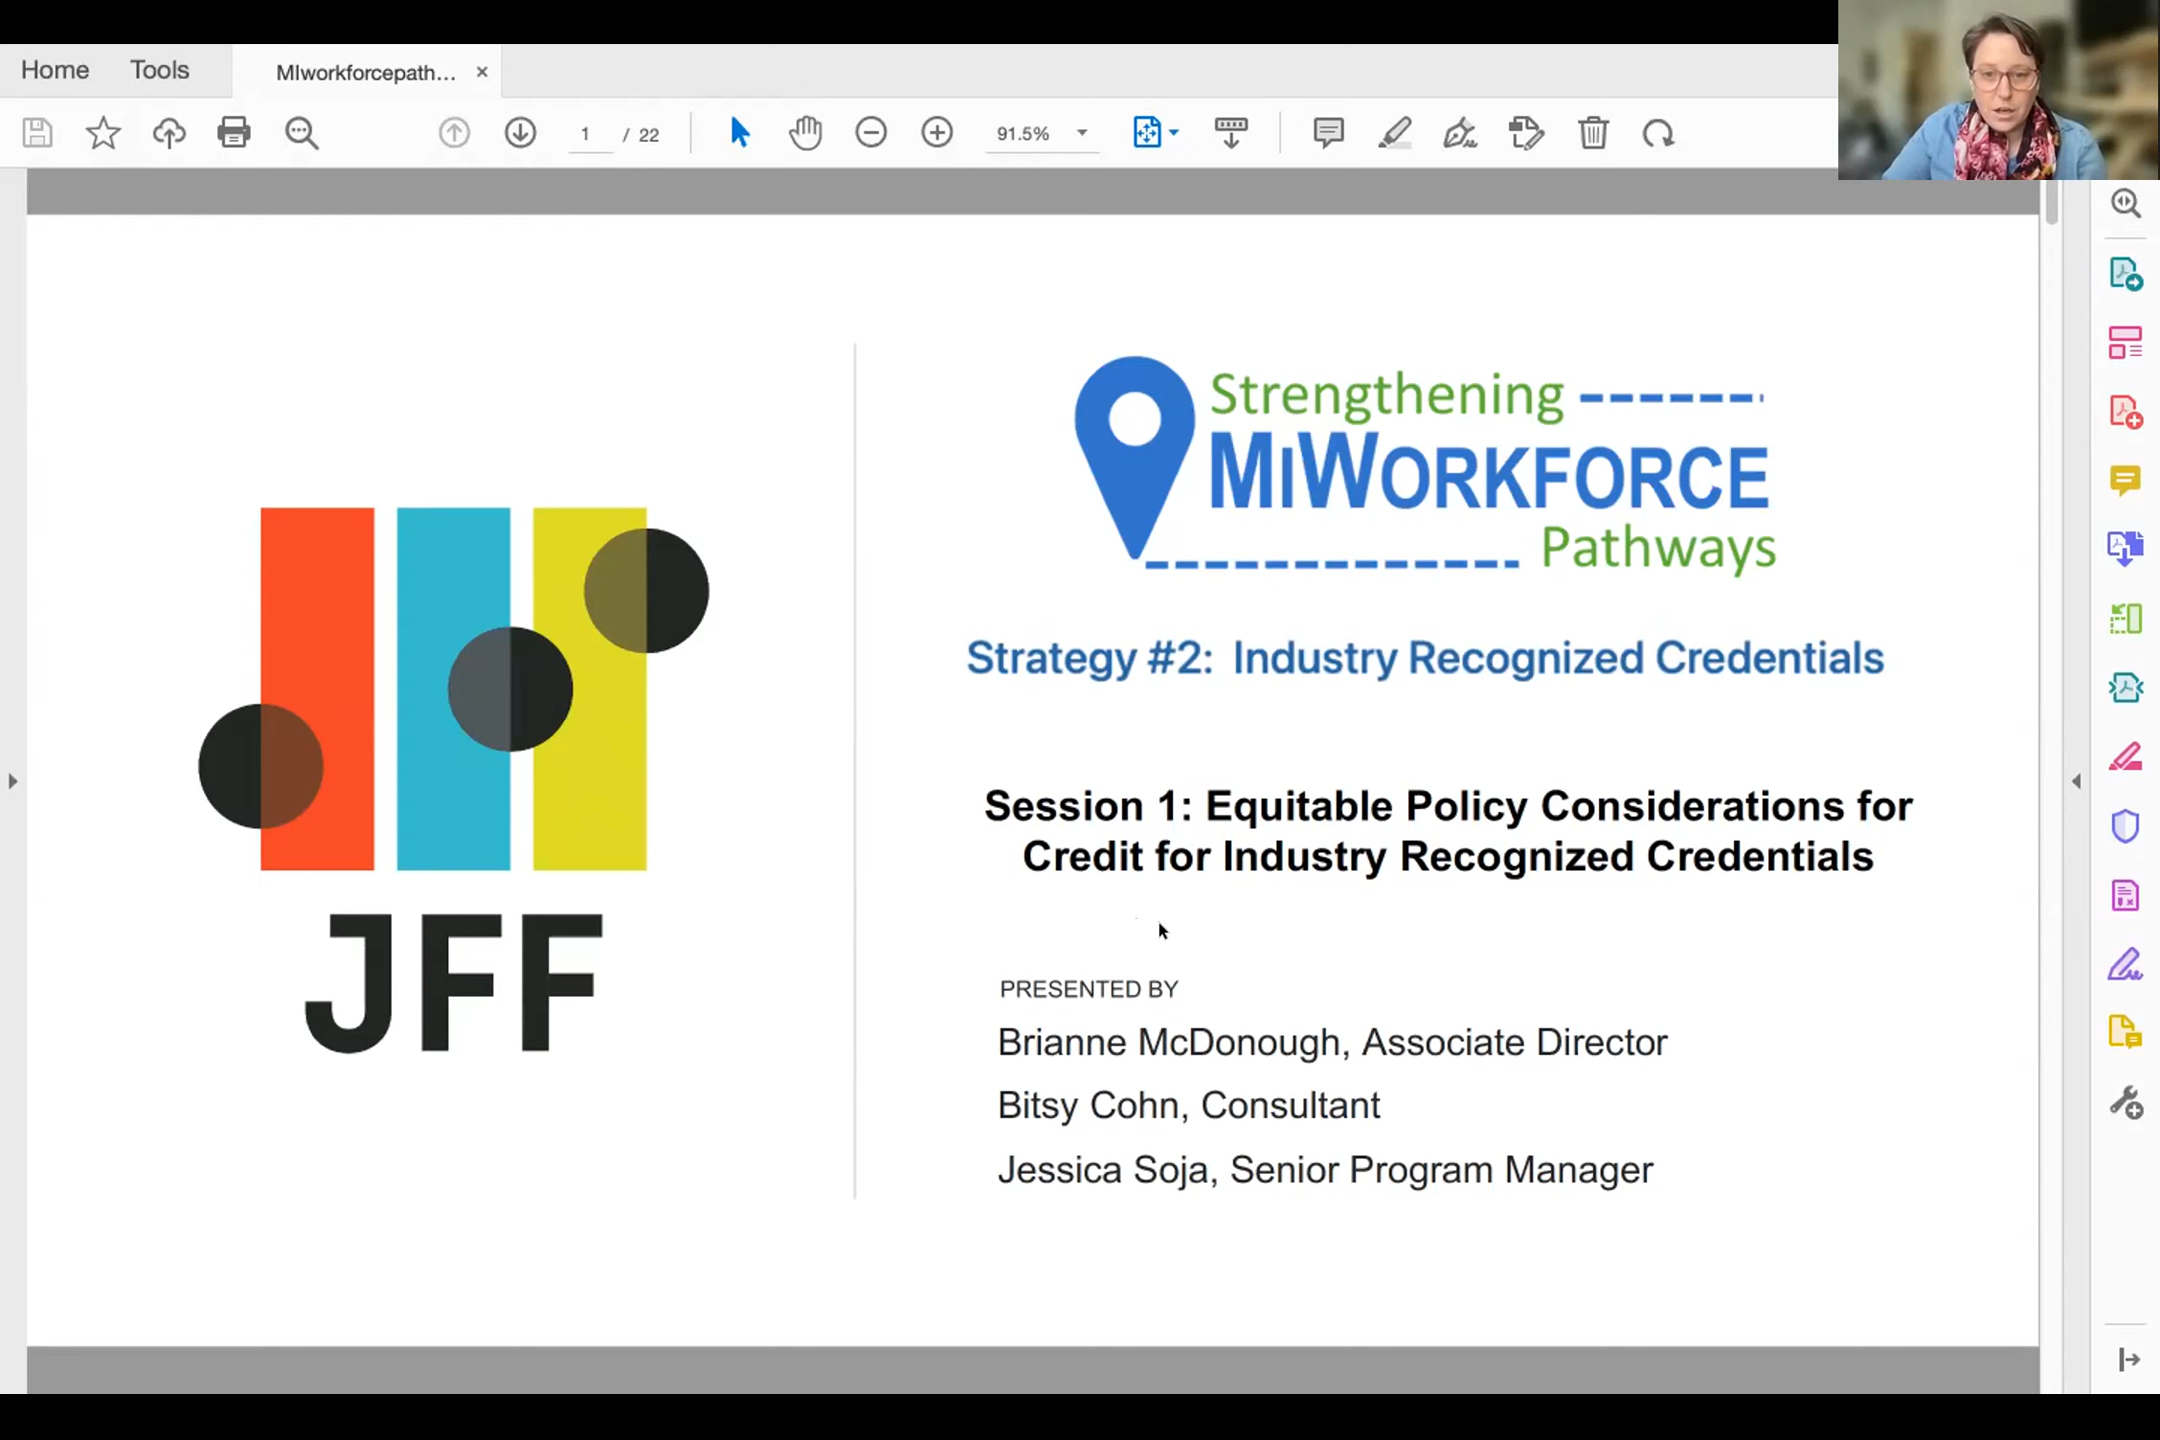 Home Tools MIworkforcepath...
1 / 22 91.5%
Strengthening
MIWORKFORCE
Pathways
Strategy #2: Industry Recognized Credentials
Session 1: Equitable Policy Considerations for
Credit for Industry Recognized Credentials
JFF
PRESENTED BY
Brianne McDonough, Associate Director
Bitsy Cohn, Consultant
Jessica Soja, Senior Program Manager